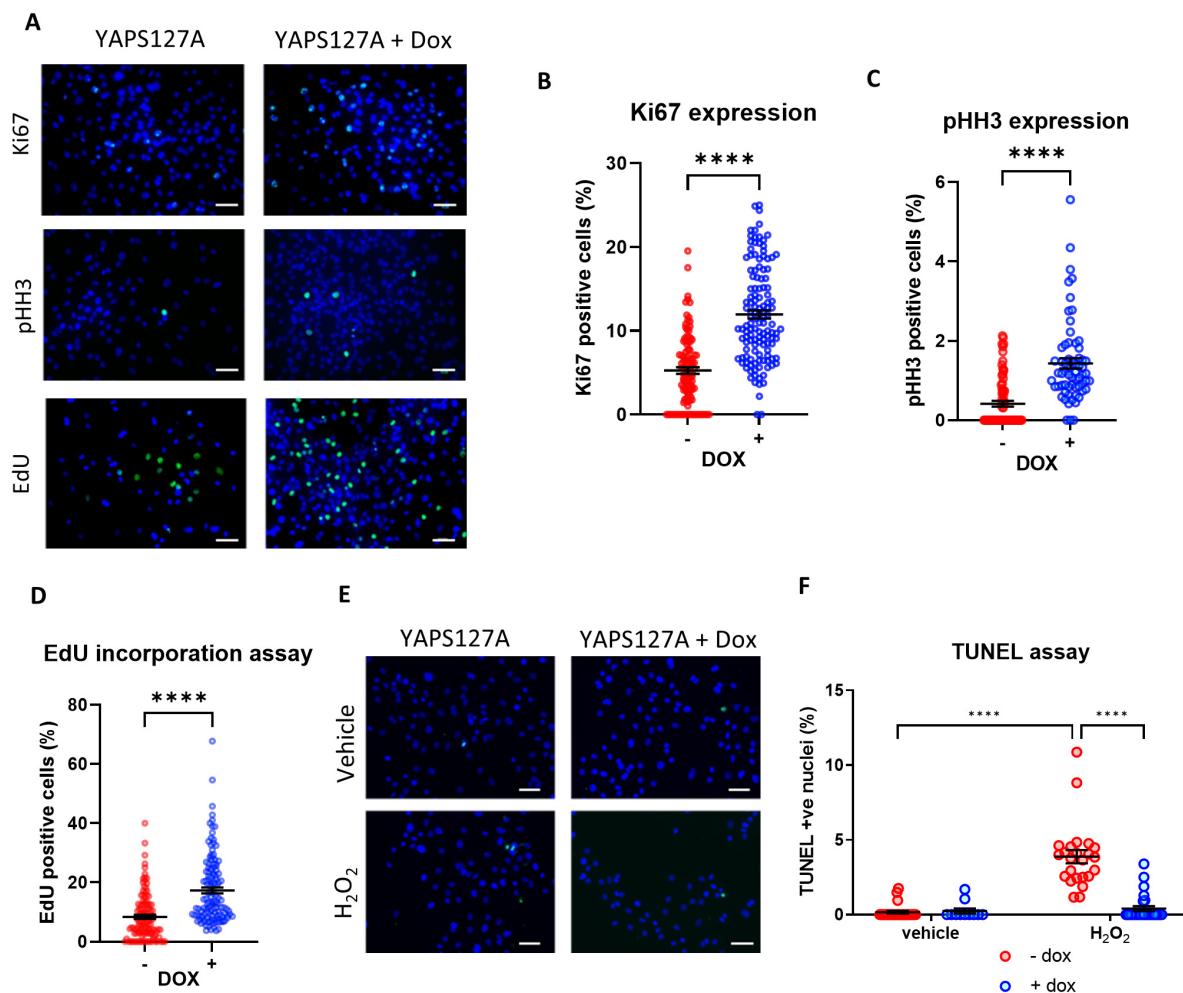 A
YAPS127A
YAPS127A + Dox
Ki67
pHH3
EdU
B
Ki67 expression
****
Ki67 positive cells (%)
30
20
10
0
-
+
DOX
C
pHH3 expression
****
pHH3 positive cells (%)
6
4
2
0
-
+
DOX
D
EdU incorporation assay
****
EdU positive cells (%)
80
60
40
20
0
-
+
DOX
E
YAPS127A
YAPS127A + Dox
Vehicle
H₂O₂
F
TUNEL assay
****
****
TUNEL +ve nuclei (%)
15
10
5
0
vehicle
H₂O₂
- dox
+ dox